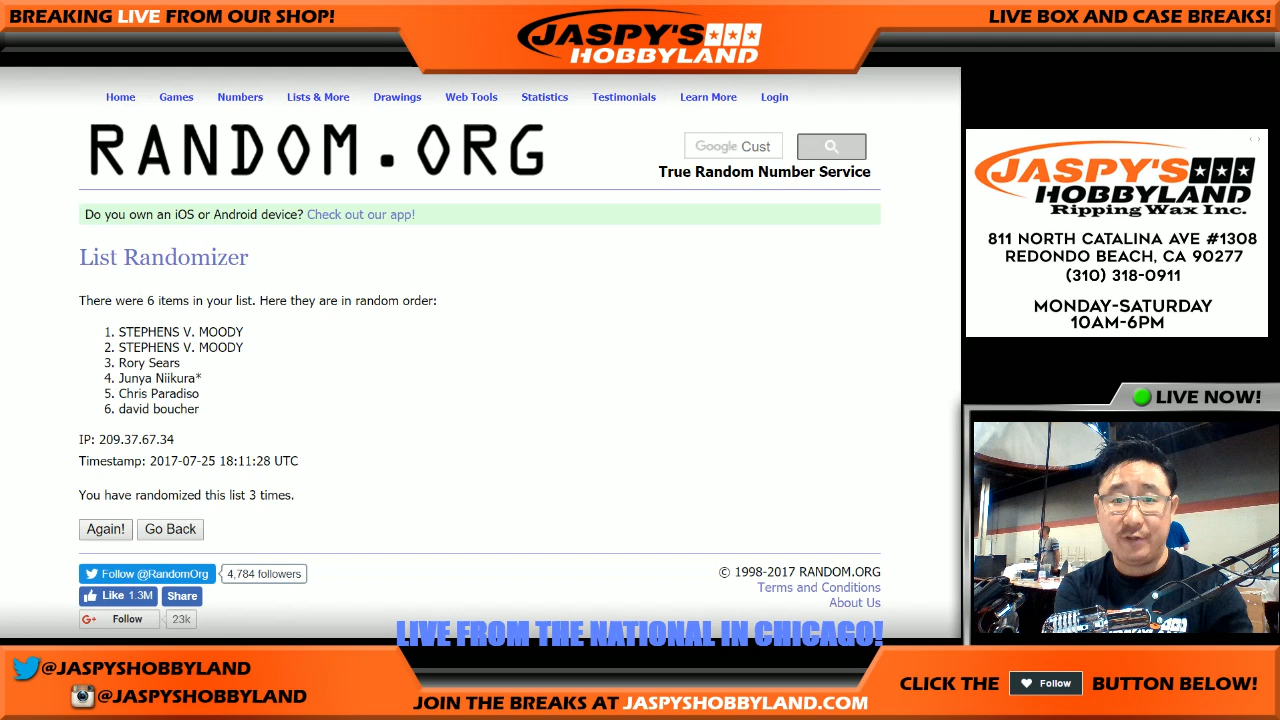 BREAKING LIVE FROM OUR SHOP!
JASPY'S
HOBBYLAND
LIVE BOX AND CASE BREAKS!
Home Games Numbers Lists & More Drawings Web Tools Statistics Testimonials Learn More Login
RANDOM.ORG
Google Cust
True Random Number Service
Do you own an iOS or Android device? Check out our app!
List Randomizer
There were 6 items in your list. Here they are in random order:
1. STEPHENS V. MOODY
2. STEPHENS V. MOODY
3. Rory Sears
4. Junya Niikura*
5. Chris Paradiso
6. david boucher
IP: 209.37.67.34
Timestamp: 2017-07-25 18:11:28 UTC
You have randomized this list 3 times.
Again! Go Back
Follow @RandomOrg 4,784 followers
Like 1.3M Share
G+ Follow 23k
© 1998-2017 RANDOM.ORG
Terms and Conditions
About Us
JASPY'S
HOBBYLAND
Ripping Wax Inc.
811 NORTH CATALINA AVE #1308
REDONDO BEACH, CA 90277
(310) 318-0911
MONDAY-SATURDAY
10AM-6PM
LIVE NOW!
LIVE FROM THE NATIONAL IN CHICAGO!
@JASPYSHOBBYLAND
@JASPYSHOBBYLAND
JOIN THE BREAKS AT JASPYSHOBBYLAND.COM
CLICK THE Follow BUTTON BELOW!